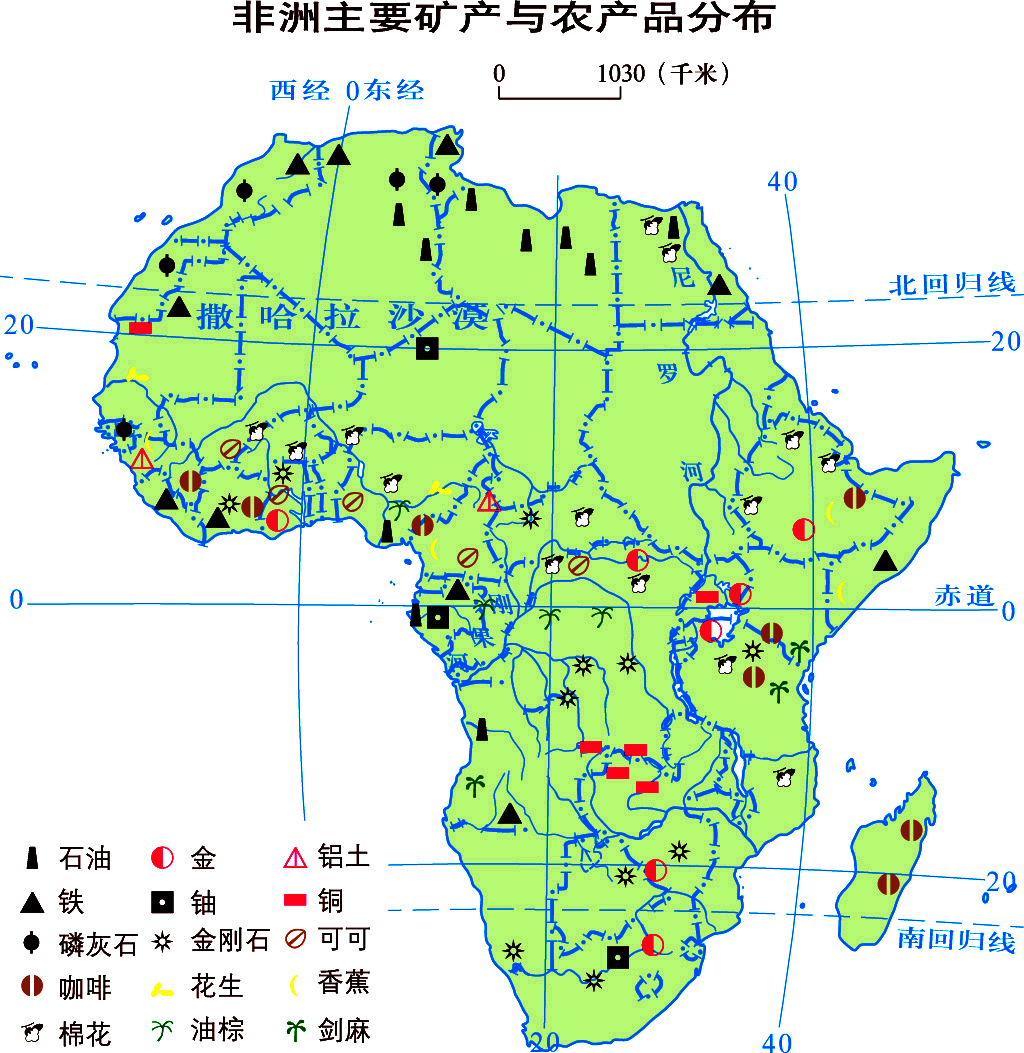 非洲主要矿产与农产品分布
0 1030（千米）
西经 0东经
40
尼
北回归线
撒哈拉沙漠
20
20
罗
河
0
赤道
0
刚
果
河
20
南回归线
20
40
石油 金 铝土
铁 铀 铜
磷灰石 金刚石 可可
咖啡 花生 香蕉
棉花 油棕 剑麻